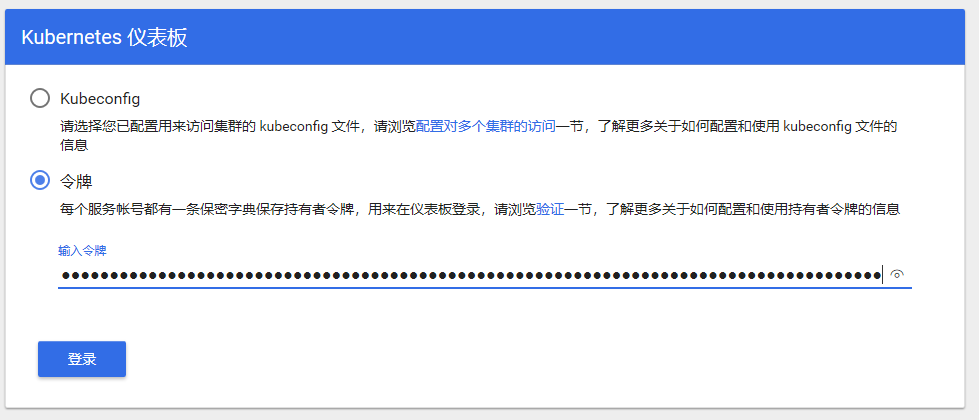 Kubernetes 仪表板
Kubeconfig
请选择您已配置用来访问集群的 kubeconfig 文件，请浏览配置对多个集群的访问一节，了解更多关于如何配置和使用 kubeconfig 文件的
信息
令牌
每个服务帐号都有一条保密字典保存持有者令牌，用来在仪表板登录，请浏览验证一节，了解更多关于如何配置和使用持有者令牌的信息
输入令牌
登录